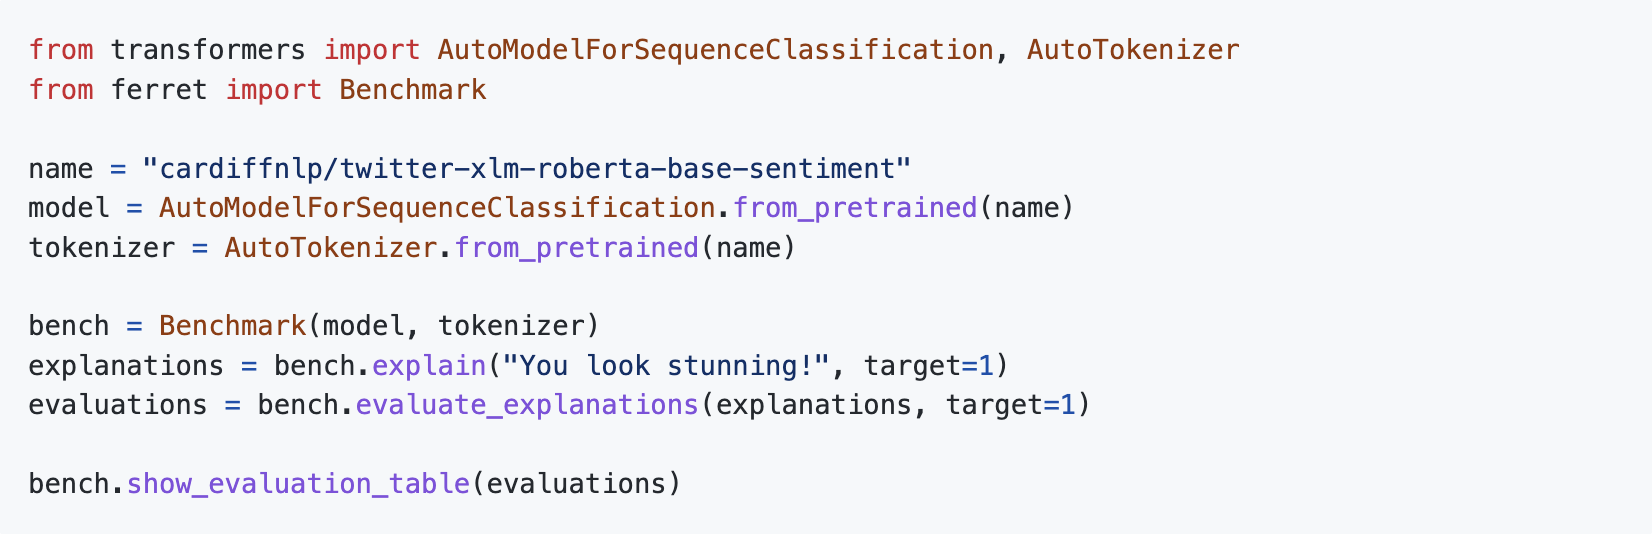 from transformers import AutoModelForSequenceClassification, AutoTokenizer
from ferret import Benchmark
name = "cardiffnlp/twitter-xlm-roberta-base-sentiment"
model = AutoModelForSequenceClassification.from_pretrained(name)
tokenizer = AutoTokenizer.from_pretrained(name)
bench = Benchmark(model, tokenizer)
explanations = bench.explain("You look stunning!", target=1)
evaluations = bench.evaluate_explanations(explanations, target=1)
bench.show_evaluation_table(evaluations)